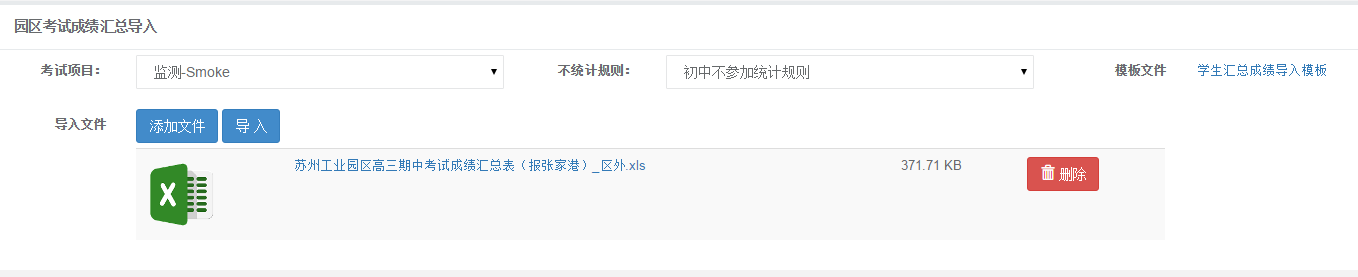 园区考试成绩汇总导入
考试项目： 监测-Smoke 不统计规则： 初中不参加统计规则 模板文件 学生汇总成绩导入模板
导入文件 添加文件 导 入
苏州工业园区高三期中考试成绩汇总表（报张家港）_区外.xls 371.71 KB 删除